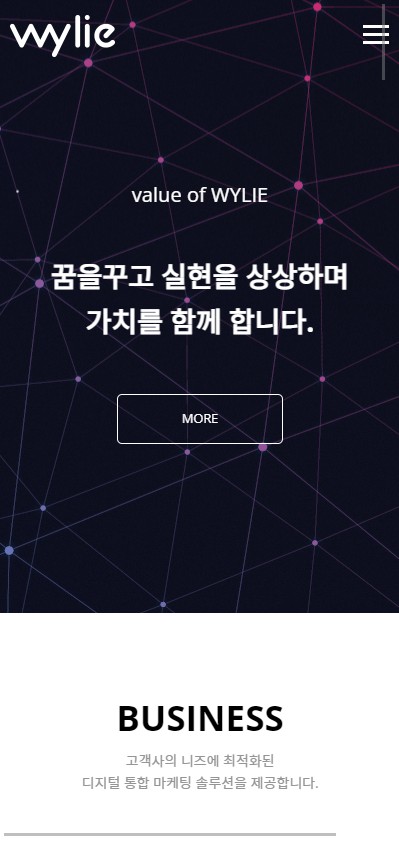 wylie
value of WYLIE
꿈을꾸고 실현을 상상하며
가치를 함께 합니다.
MORE
BUSINESS
고객사의 니즈에 최적화된
디지털 통합 마케팅 솔루션을 제공합니다.